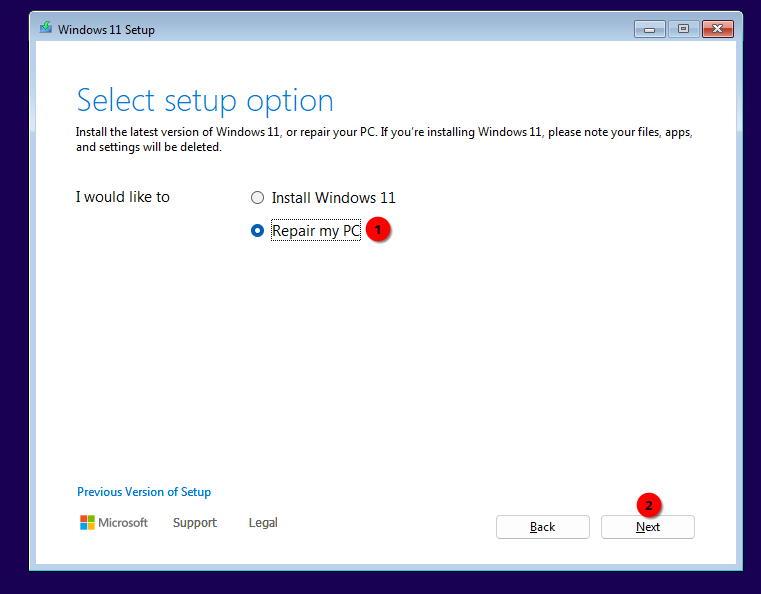 Windows 11 Setup
Select setup option
Install the latest version of Windows 11, or repair your PC. If you're installing Windows 11, please note your files, apps,
and settings will be deleted.
I would like to
Install Windows 11
Repair my PC 1
Previous Version of Setup
2
Microsoft Support Legal
Back Next